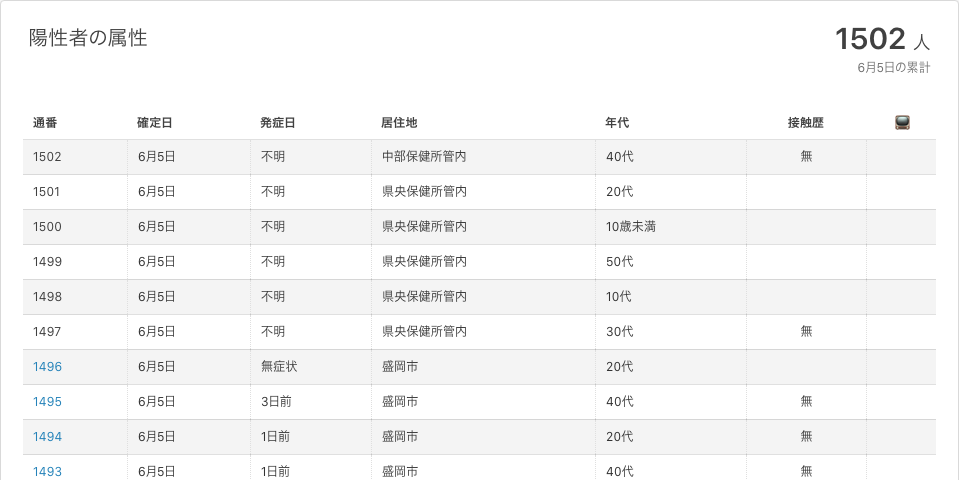 陽性者の属性
1502 人
6月5日の累計
通番 確定日 発症日 居住地 年代 接触歴
1502 6月5日 不明 中部保健所管内 40代 無
1501 6月5日 不明 県央保健所管内 20代
1500 6月5日 不明 県央保健所管内 10歳未満
1499 6月5日 不明 県央保健所管内 50代
1498 6月5日 不明 県央保健所管内 10代
1497 6月5日 不明 県央保健所管内 30代 無
1496 6月5日 無症状 盛岡市 20代
1495 6月5日 3日前 盛岡市 40代 無
1494 6月5日 1日前 盛岡市 20代 無
1493 6月5日 1日前 盛岡市 40代 無